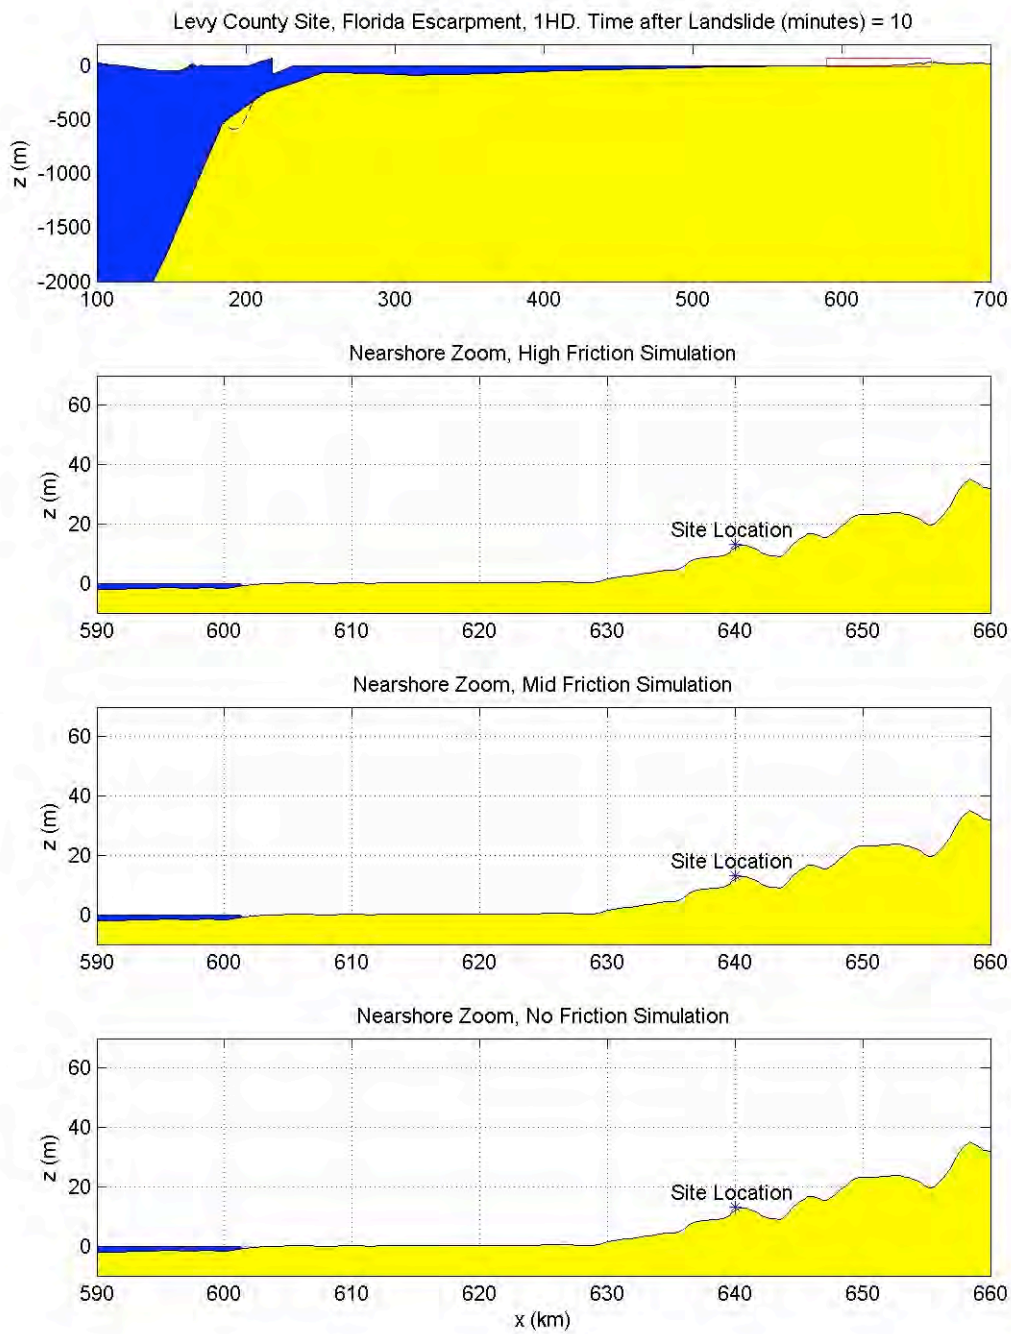 Levy County Site, Florida Escarpment, 1HD. Time after Landslide (minutes) = 10
0
-500
-1000
-1500
-2000
z (m)
100 200 300 400 500 600 700
Nearshore Zoom, High Friction Simulation
60
40
20
0
z (m)
Site Location
590 600 610 620 630 640 650 660
Nearshore Zoom, Mid Friction Simulation
60
40
20
0
z (m)
Site Location
590 600 610 620 630 640 650 660
Nearshore Zoom, No Friction Simulation
60
40
20
0
z (m)
Site Location
590 600 610 620 630 640 650 660
x (km)